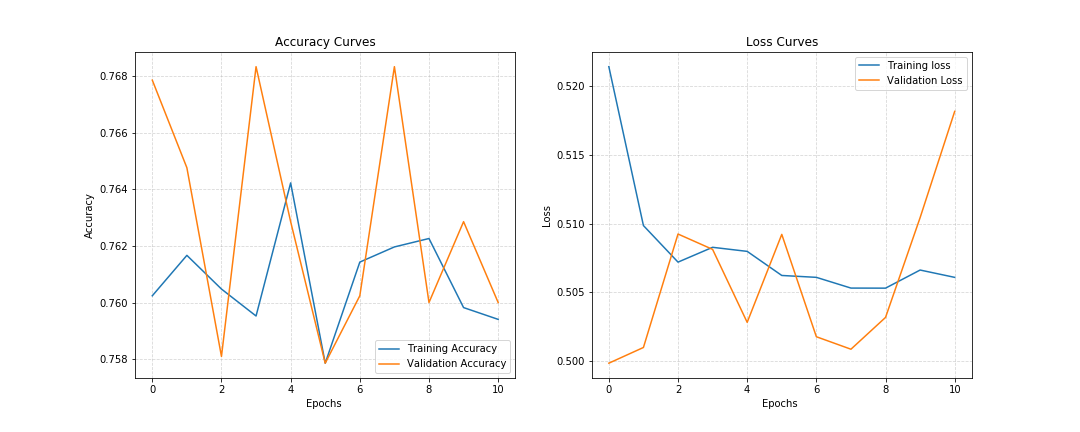 Accuracy Curves
0.768
0.766
0.764
0.762
0.760
0.758
Accuracy
0 2 4 6 8 10
Epochs
Training Accuracy
Validation Accuracy
Loss Curves
0.520
0.515
0.510
0.505
0.500
Loss
0 2 4 6 8 10
Epochs
Training loss
Validation Loss